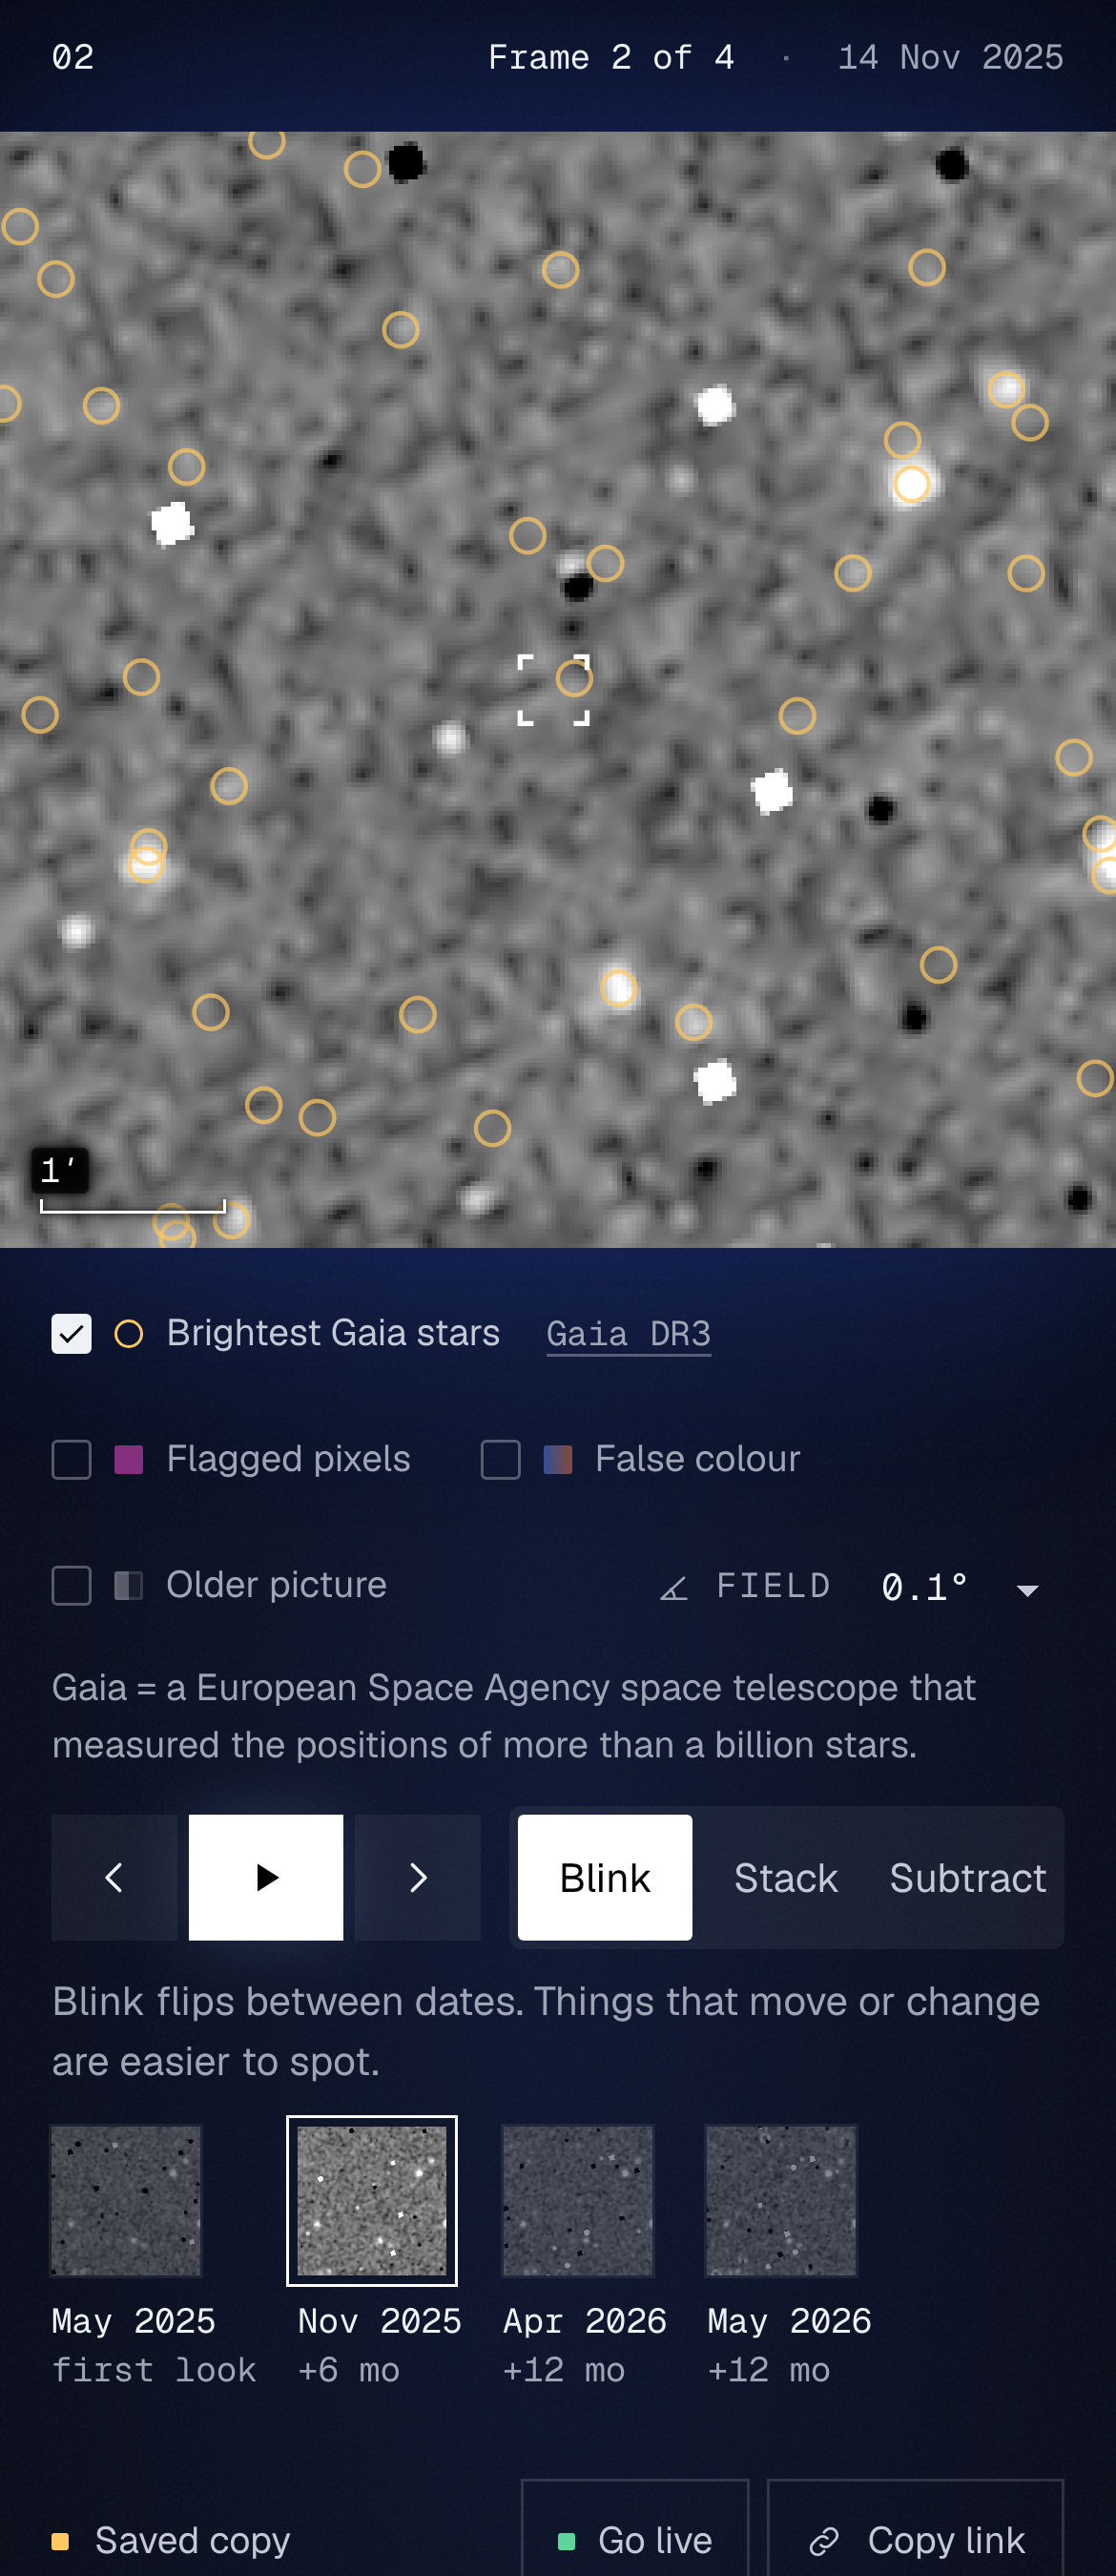 02 Frame 2 of 4 · 14 Nov 2025
1′
Brightest Gaia stars Gaia DR3
Flagged pixels False colour
Older picture FIELD 0.1°
Gaia = a European Space Agency space telescope that
measured the positions of more than a billion stars.
Blink Stack Subtract
Blink flips between dates. Things that move or change
are easier to spot.
May 2025 Nov 2025 Apr 2026 May 2026
first look +6 mo +12 mo +12 mo
Saved copy Go live Copy link